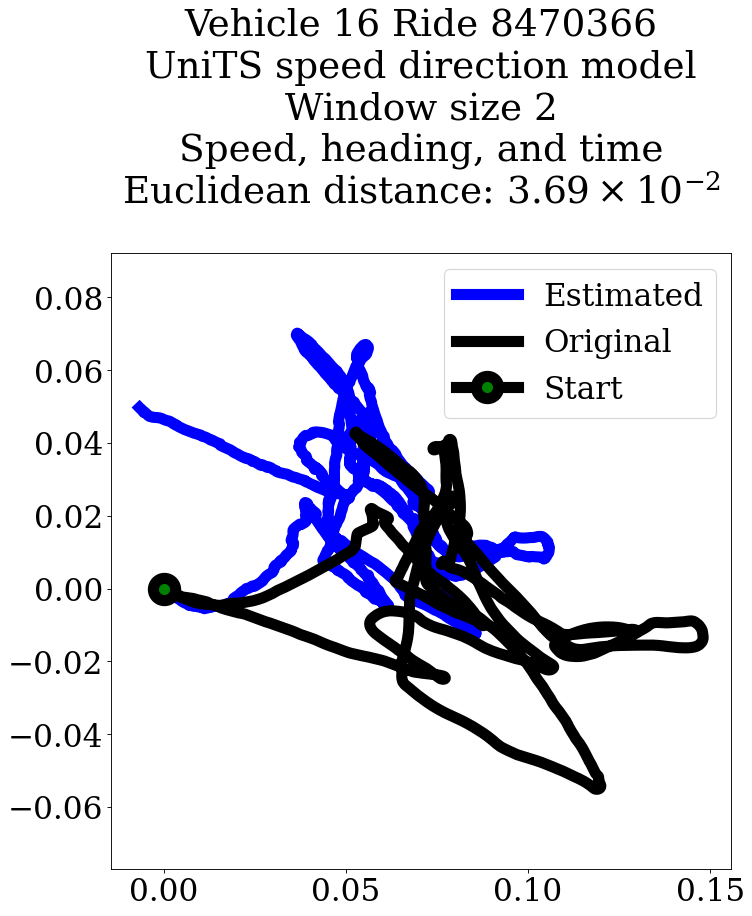 Vehicle 16 Ride 8470366
UniTS speed direction model
Window size 2
Speed, heading, and time
Euclidean distance: $3.69 × 10^{-2}$
Estimated
Original
Start
0.08
0.06
0.04
0.02
0.00
−0.02
−0.04
−0.06
0.00 0.05 0.10 0.15